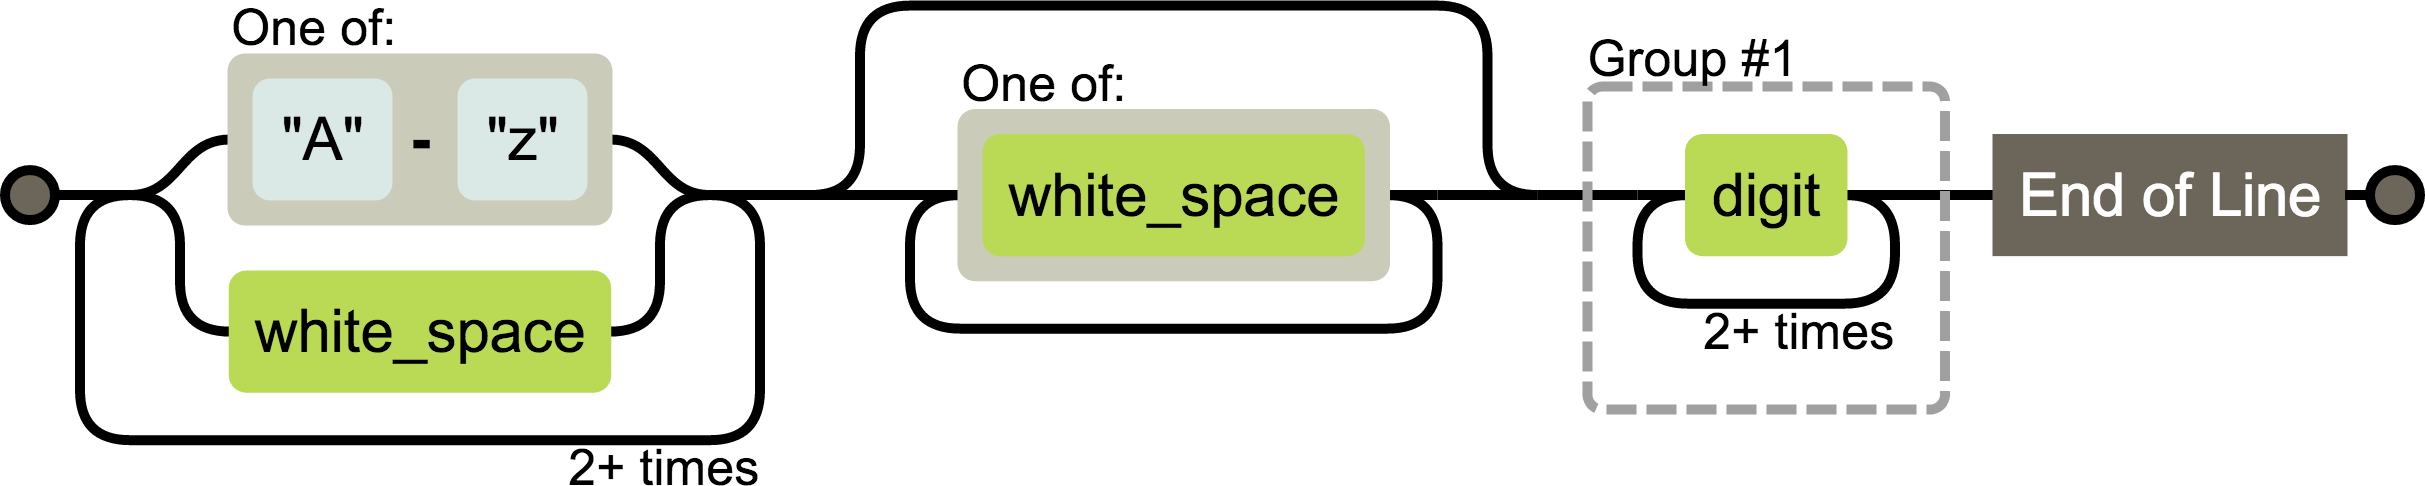 One of:
"A" - "z"
white_space
2+ times
One of:
white_space
Group #1
digit
2+ times
End of Line